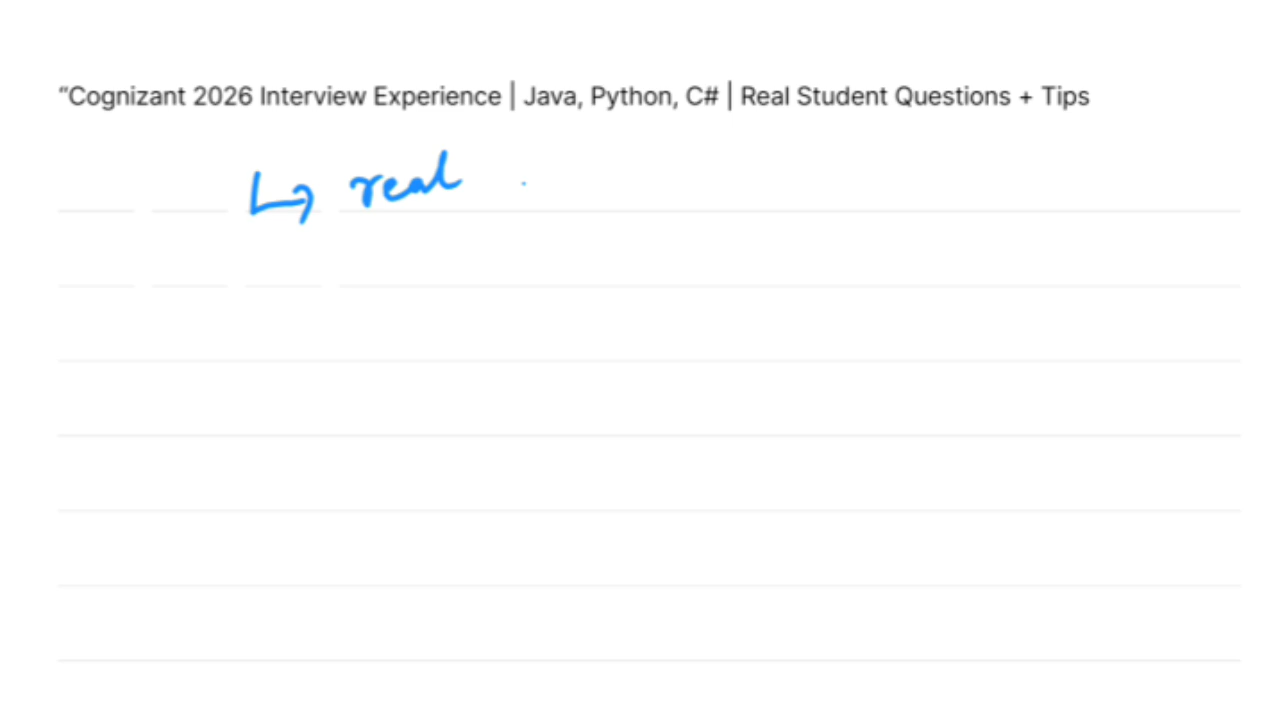 “Cognizant 2026 Interview Experience | Java, Python, C# | Real Student Questions + Tips
↳ real